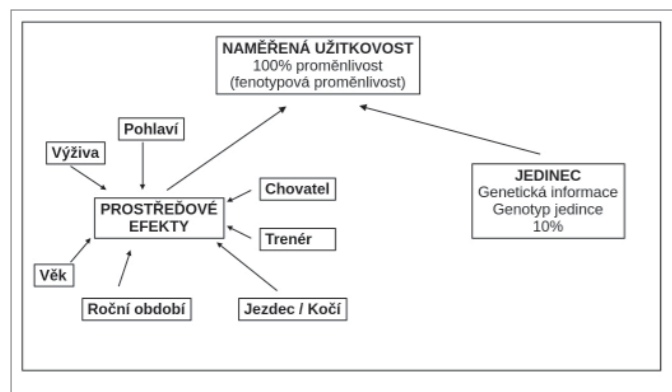 NAMĚŘENÁ UŽITKOVOST
100% proměnlivost
(fenotypová proměnlivost)
Pohlaví
Výživa
Chovatel
JEDINEC
Genetická informace
Genotyp jedince
10%
PROSTŘEĎOVÉ
EFEKTY
Trenér
Věk
Roční období
Jezdec / Kočí